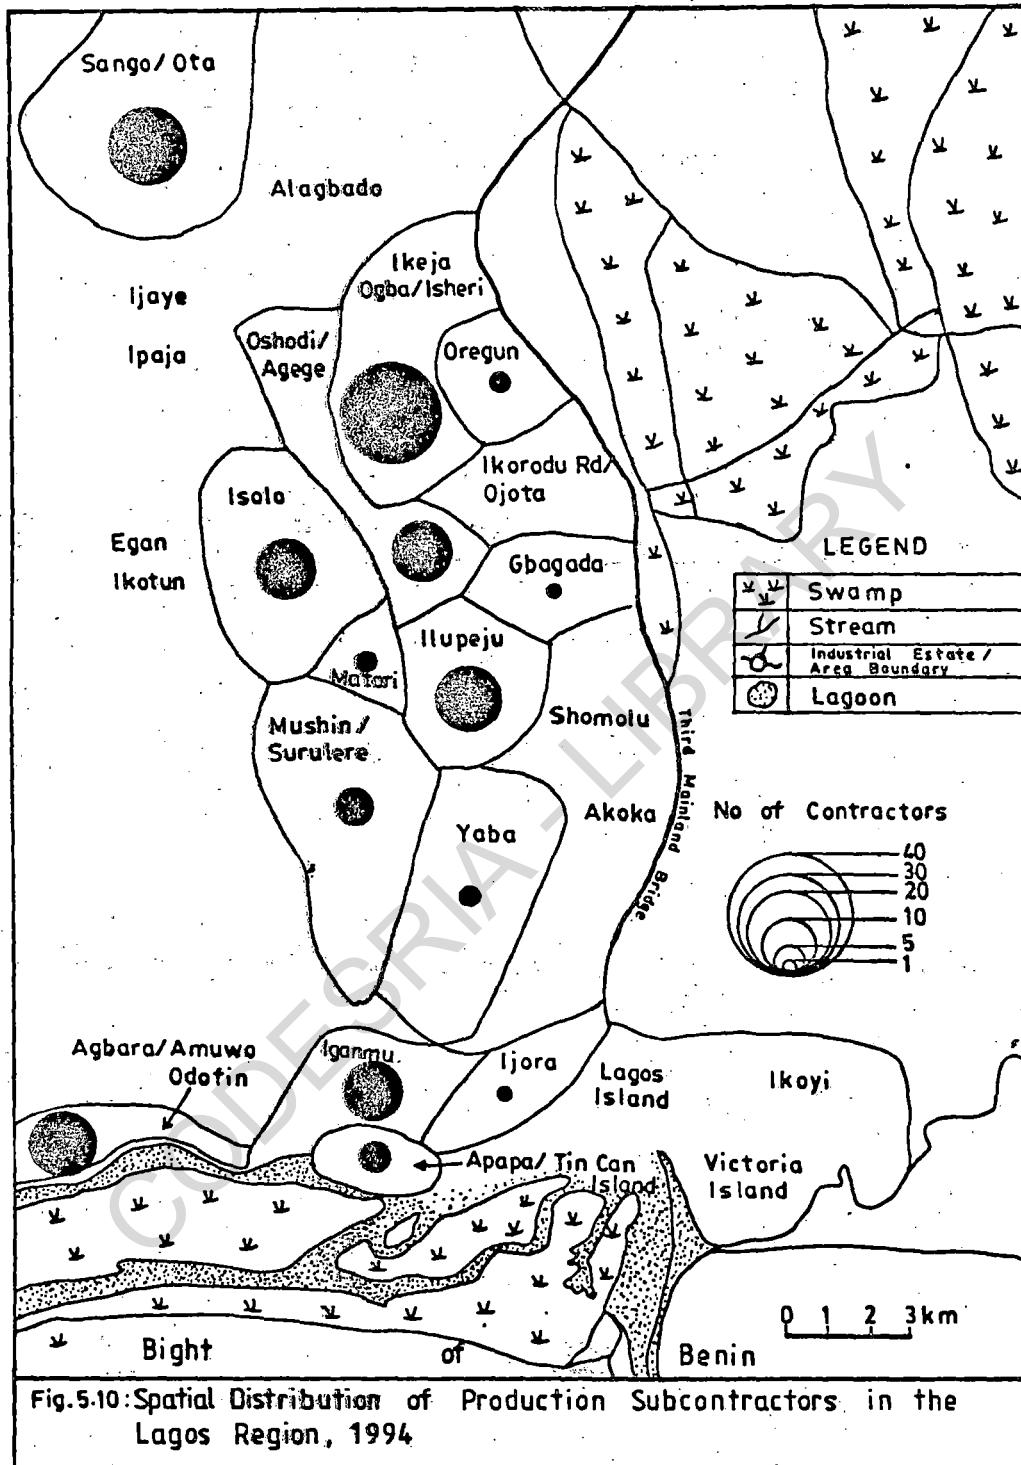 Sango/Ota
Alagbado
Ikeja
Ogba/Isheri
Ijaye
Oshodi/
Agege
Oregun
Ipaja
Ikorodu Rd/
Ojota
Isolo
Egan
Ikotun
Gbagada
Ilupeju
Matori
Mushin/
Surulere
Shomolu
Akoka
Yaba
Third Mainland Bridge
LEGEND
Swamp
Stream
Industrial Estate/
Area Boundary
Lagoon
No of Contractors
40
30
20
10
5
1
Agbara/Amuwo
Odofin
Iganmu
Ijora
Lagos
Island
Ikoyi
Apapa/Tin Can
Island
Victoria
Island
0 1 2 3km
Bight of Benin
Fig.5.10: Spatial Distribution of Production Subcontractors in the
Lagos Region, 1994
CODESRIA - LIBRARY